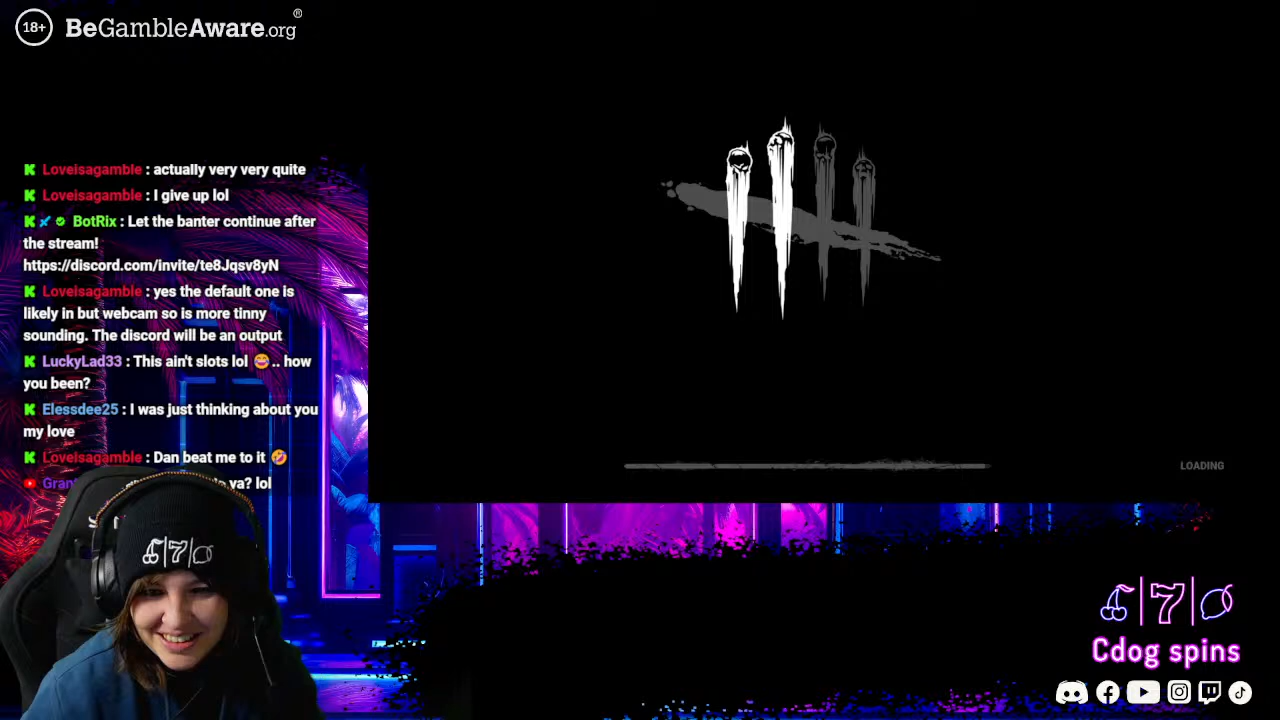 18+ BeGambleAware.org®
Loveisagamble : actually very very quite
Loveisagamble : I give up lol
BotRix : Let the banter continue after
the stream!
https://discord.com/invite/te8Jqsv8yN
Loveisagamble : yes the default one is
likely in but webcam so is more tinny
sounding. The discord will be an output
LuckyLad33 : This ain't slots lol 😂.. how
you been?
Elessdee25 : I was just thinking about you
my love
Loveisagamble : Dan beat me to it 🤣
ya? lol
LOADING
7
7
Cdog spins